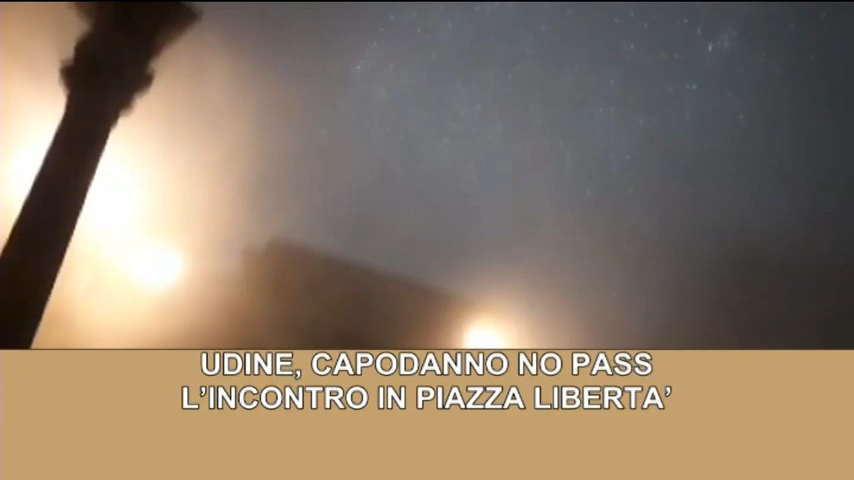 UDINE, CAPODANNO NO PASS
L'INCONTRO IN PIAZZA LIBERTA'